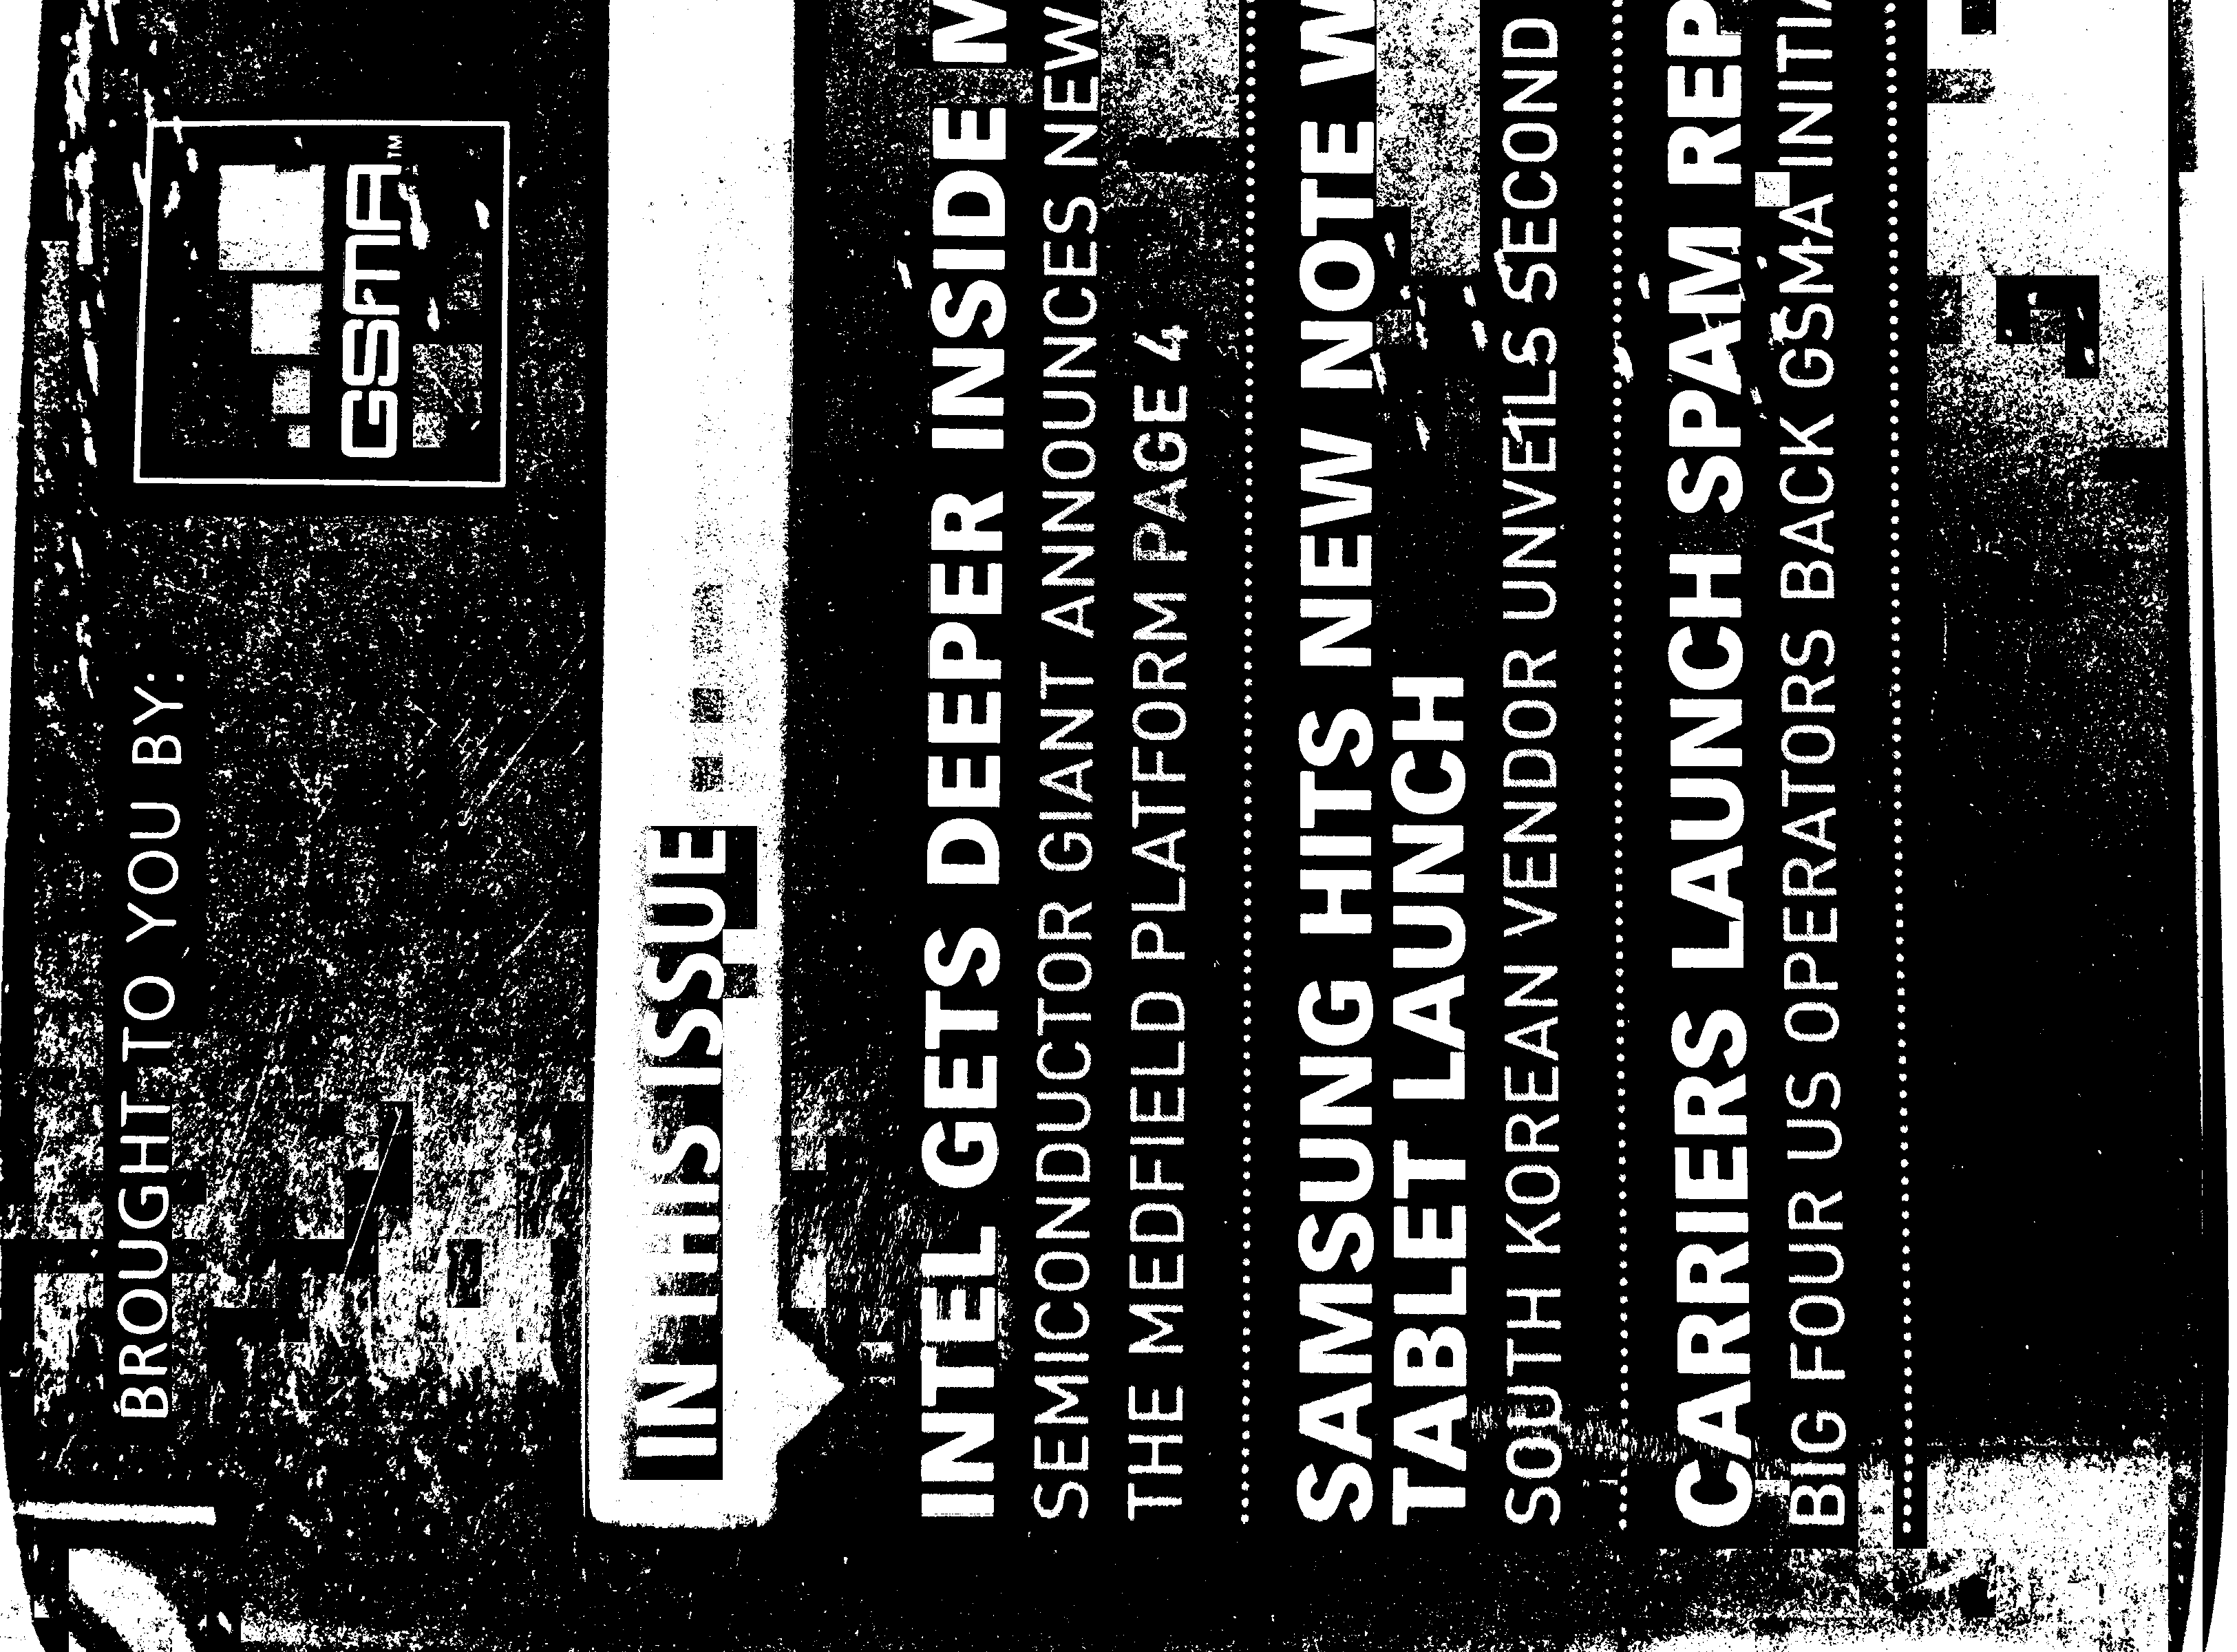 BROUGHT TO YOU BY:
GSMA™
IN THIS ISSUE
INTEL GETS DEEPER INSIDE M
SEMICONDUCTOR GIANT ANNOUNCES NEW
THE MEDFIELD PLATFORM PAGE 4
SAMSUNG HITS NEW NOTE W
TABLET LAUNCH
SOUTH KOREAN VENDOR UNVEILS SECOND
CARRIERS LAUNCH SPAM REP
BIG FOUR US OPERATORS BACK GSMA INITIA